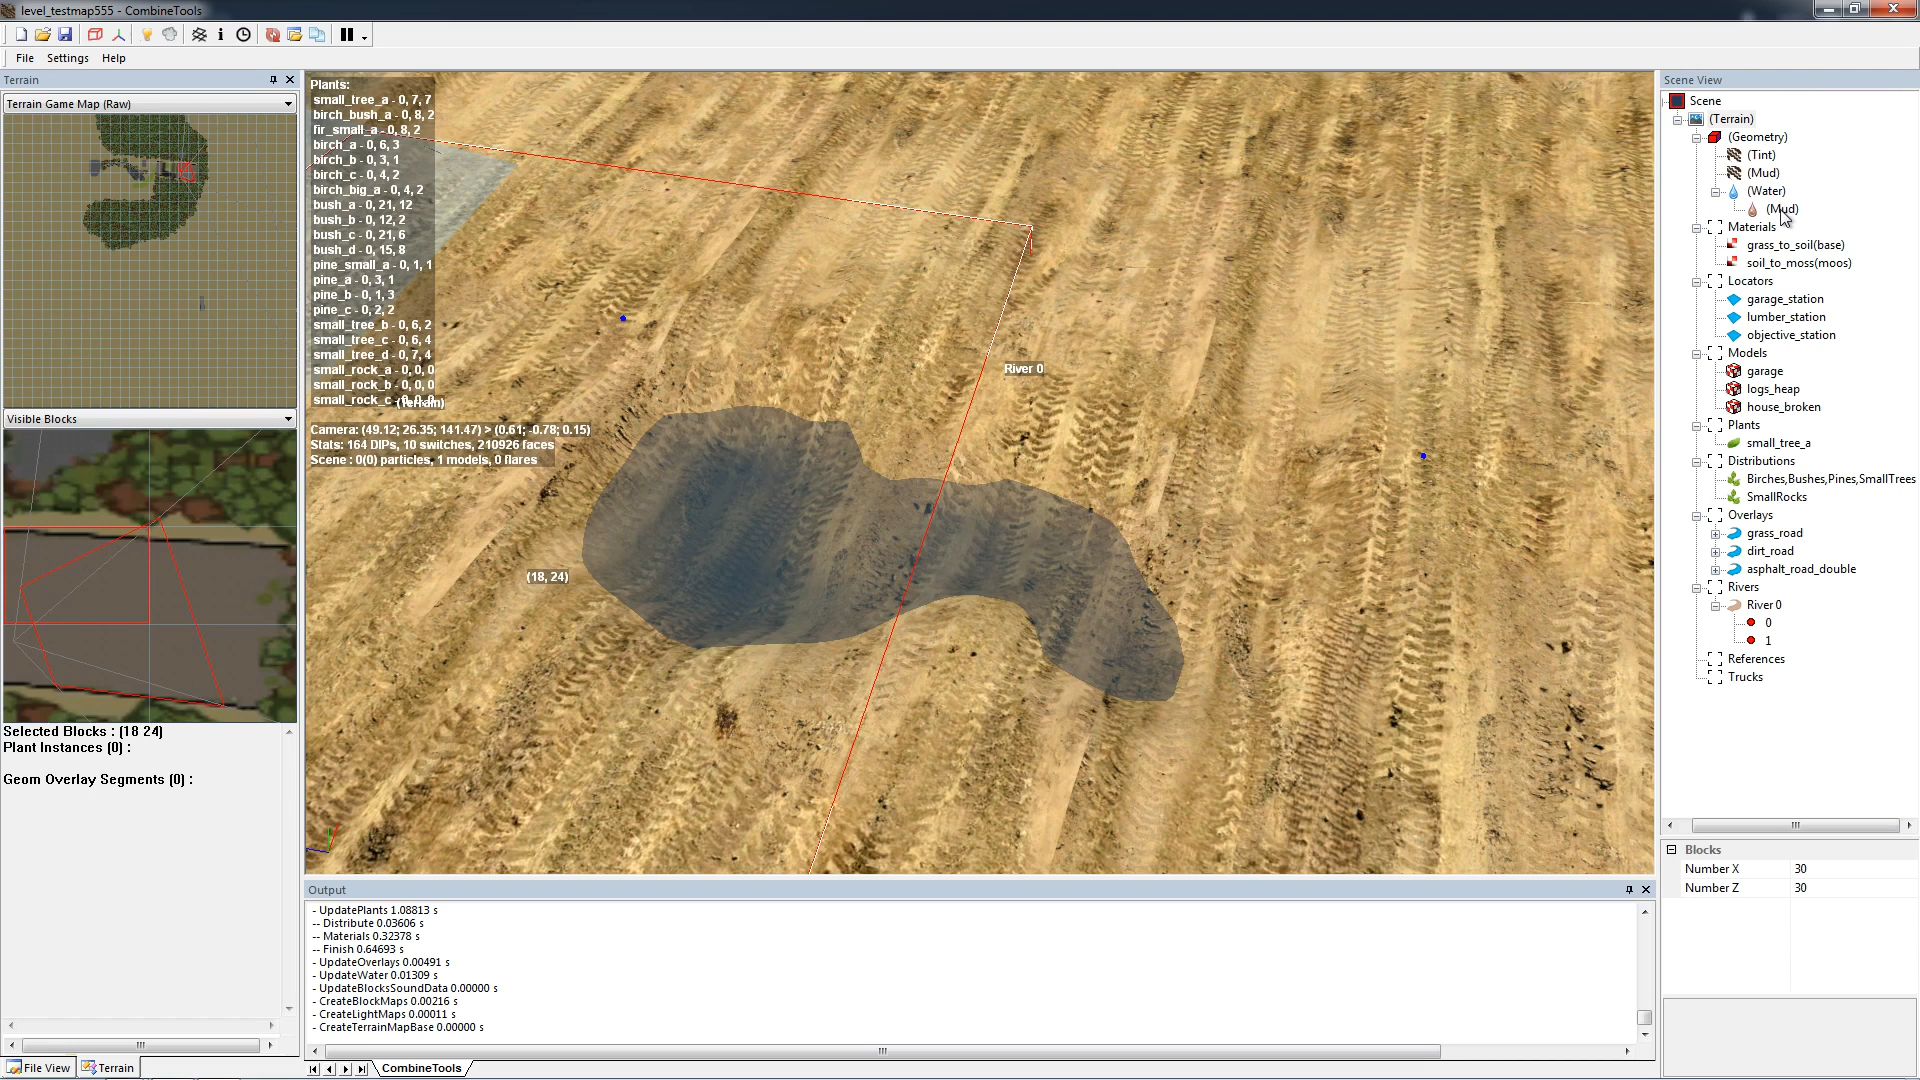 level_testmap555 - CombineTools
File Settings Help
Terrain
Terrain Game Map (Raw)
Visible Blocks
Selected Blocks : (18 24)
Plant Instances (0) :
Geom Overlay Segments (0) :
File View
Terrain
Plants:
small_tree_a - 0, 7, 7
birch_bush_a - 0, 8, 2
fir_small_a - 0, 8, 2
birch_a - 0, 6, 3
birch_b - 0, 3, 1
birch_c - 0, 4, 2
birch_big_a - 0, 4, 2
bush_a - 0, 21, 12
bush_b - 0, 12, 2
bush_c - 0, 21, 6
bush_d - 0, 15, 8
pine_small_a - 0, 1, 1
pine_a - 0, 3, 1
pine_b - 0, 1, 3
pine_c - 0, 2, 2
small_tree_b - 0, 6, 2
small_tree_c - 0, 6, 4
small_tree_d - 0, 7, 4
small_rock_a - 0, 0, 0
small_rock_b - 0, 0, 0
small_rock_c - 0, 0, 0
(Terrain)
Camera: (49.12; 26.35; 141.47) > (0.61; -0.78; 0.15)
Stats: 164 DIPs, 10 switches, 210926 faces
Scene : 0(0) particles, 1 models, 0 flares
River 0
(18, 24)
Output
- UpdatePlants 1.08813 s
-- Distribute 0.03606 s
-- Materials 0.32378 s
-- Finish 0.64693 s
- UpdateOverlays 0.00491 s
- UpdateWater 0.01309 s
- UpdateBlocksSoundData 0.00000 s
- CreateBlockMaps 0.00216 s
- CreateLightMaps 0.00011 s
- CreateTerrainMapBase 0.00000 s
CombineTools
Scene View
Scene
(Terrain)
(Geometry)
(Tint)
(Mud)
(Water)
(Mud)
Materials
grass_to_soil(base)
soil_to_moss(moos)
Locators
garage_station
lumber_station
objective_station
Models
garage
logs_heap
house_broken
Plants
small_tree_a
Distributions
Birches,Bushes,Pines,SmallTrees
SmallRocks
Overlays
grass_road
dirt_road
asphalt_road_double
Rivers
River 0
0
1
References
Trucks
Blocks
Number X 30
Number Z 30